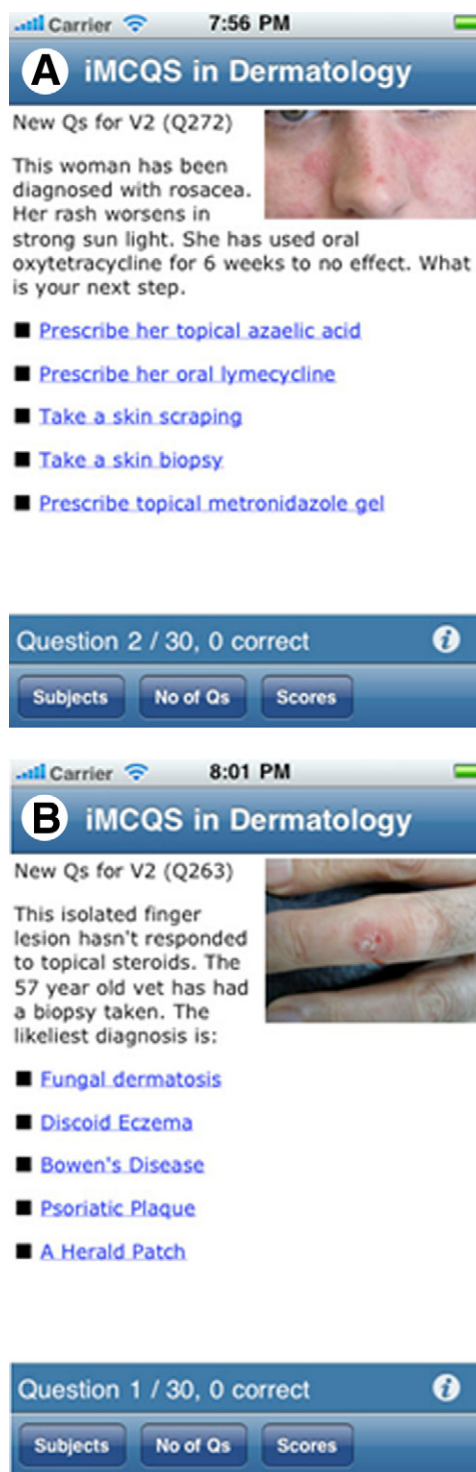 Carrier 7:56 PM
A iMCQS in Dermatology
New Qs for V2 (Q272)
This woman has been
diagnosed with rosacea.
Her rash worsens in
strong sun light. She has used oral
oxytetracycline for 6 weeks to no effect. What
is your next step.
Prescribe her topical azaelic acid
Prescribe her oral lymecycline
Take a skin scraping
Take a skin biopsy
Prescribe topical metronidazole gel
Question 2 / 30, 0 correct i
Subjects No of Qs Scores
Carrier 8:01 PM
B iMCQS in Dermatology
New Qs for V2 (Q263)
This isolated finger
lesion hasn't responded
to topical steroids. The
57 year old vet has had
a biopsy taken. The
likeliest diagnosis is:
Fungal dermatosis
Discoid Eczema
Bowen's Disease
Psoriatic Plaque
A Herald Patch
Question 1 / 30, 0 correct i
Subjects No of Qs Scores